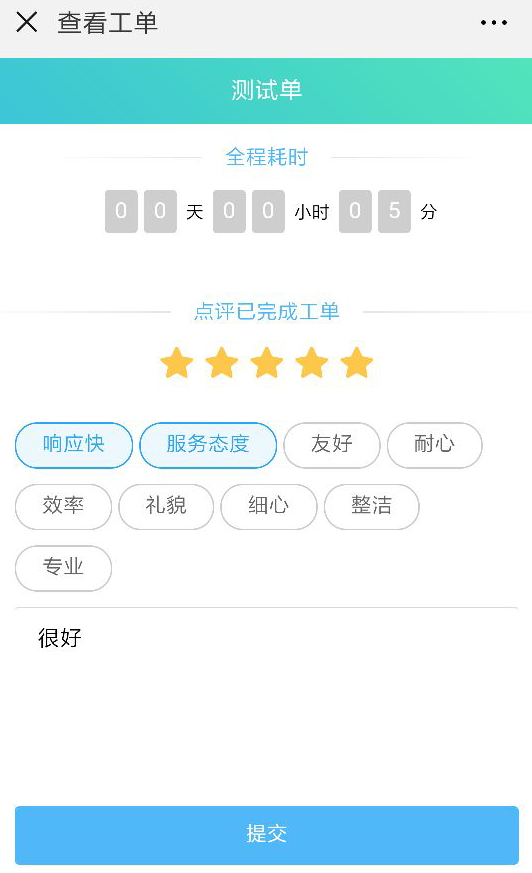 查看工单
测试单
全程耗时
00天00小时05分
点评已完成工单
响应快 服务态度 友好 耐心
效率 礼貌 细心 整洁
专业
很好
提交